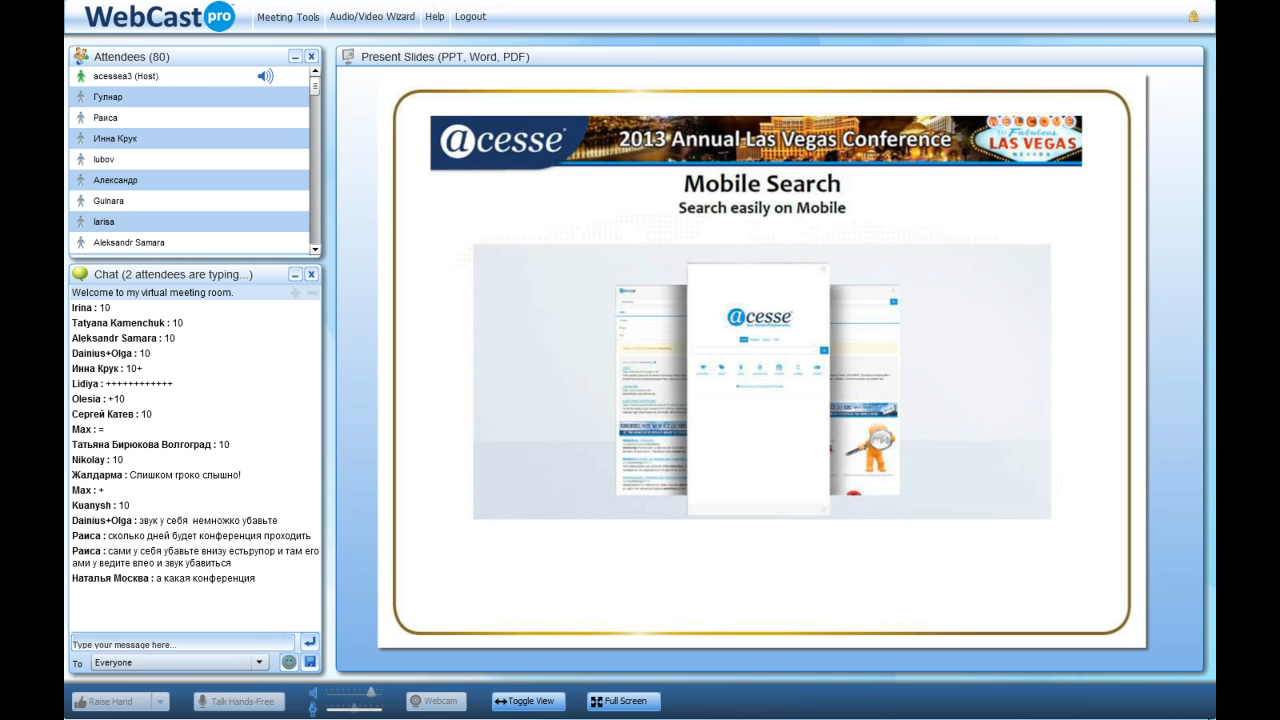 WebCast pro
Meeting Tools Audio/Video Wizard Help Logout
Attendees (80)
acessea3 (Host)
Гулнар
Раиса
Инна Крук
lubov
Александр
Gulnara
larisa
Aleksandr Samara
Chat (2 attendees are typing...)
Welcome to my virtual meeting room.
Irina : 10
Tatyana Kamenchuk : 10
Aleksandr Samara : 10
Dainius+Olga : 10
Инна Крук : 10+
Lidiya : ++++++++++++
Olesia : +10
Сергей Катев : 10
Max : =
Татьяна Бирюкова Волгоград : 10
Nikolay : 10
Жалдарма : Слишком гроко слышно!
Max : +
Kuanysh : 10
Dainius+Olga : звук у себя немножко убавьте
Раиса : сколько дней будет конференция проходить
Раиса : сами у себя убавьте внизу естьрупор и там его
ами у ведите влео и звук убавиться
Наталья Москва : а какая конференция
Type your message here...
To Everyone
Present Slides (PPT, Word, PDF)
acesse
2013 Annual Las Vegas Conference
WELCOME
TO Fabulous
LAS VEGAS
NEVADA
Mobile Search
Search easily on Mobile
acesse
Raise Hand Talk Hands-Free Webcam Toggle View Full Screen